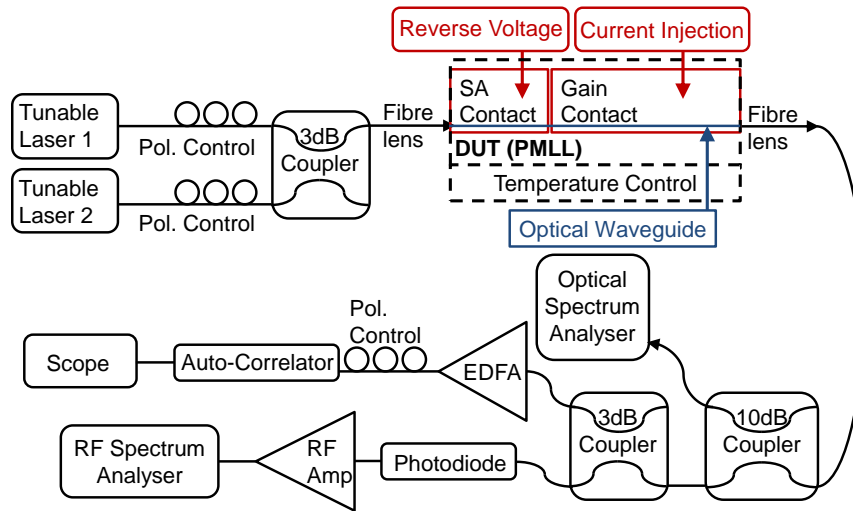 Reverse Voltage
Current Injection
Tunable
Laser 1
Pol. Control
3dB
Coupler
Fibre
lens
SA
Contact
Gain
Contact
Fibre
lens
DUT (PMLL)
Tunable
Laser 2
Pol. Control
Temperature Control
Optical Waveguide
Optical
Spectrum
Analyser
Pol.
Control
Scope
Auto-Correlator
EDFA
3dB
Coupler
10dB
Coupler
RF Spectrum
Analyser
RF
Amp
Photodiode